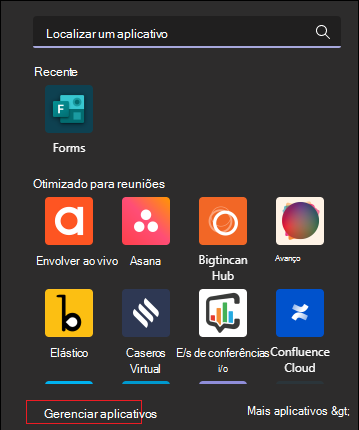 Localizar um aplicativo
Recente
F
Forms
Otimizado para reuniões
Envolver ao vivo
Asana
Bigtincan
Hub
Avanço
Elástico
Caseros
Virtual
E/s de conferências
i/o
Confluence
Cloud
Gerenciar aplicativos
Mais aplicativos &gt;